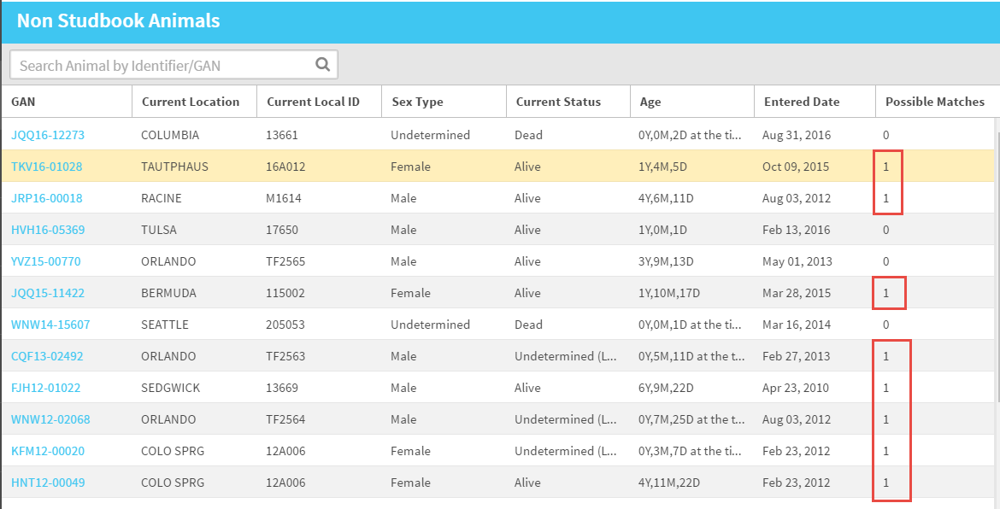 Non Studbook Animals
Search Animal by Identifier/GAN
GAN Current Location Current Local ID Sex Type Current Status Age Entered Date Possible Matches
JQQ16-12273 COLUMBIA 13661 Undetermined Dead 0Y,0M,2D at the ti... Aug 31, 2016 0
TKV16-01028 TAUTPHAUS 16A012 Female Alive 1Y,4M,5D Oct 09, 2015 1
JRP16-00018 RACINE M1614 Male Alive 4Y,6M,11D Aug 03, 2012 1
HVH16-05369 TULSA 17650 Male Alive 1Y,0M,1D Feb 13, 2016 0
YVZ15-00770 ORLANDO TF2565 Male Alive 3Y,9M,13D May 01, 2013 0
JQQ15-11422 BERMUDA 115002 Female Alive 1Y,10M,17D Mar 28, 2015 1
WNW14-15607 SEATTLE 205053 Undetermined Dead 0Y,0M,1D at the ti... Mar 16, 2014 0
CQF13-02492 ORLANDO TF2563 Male Undetermined (L... 0Y,5M,11D at the t... Feb 27, 2013 1
FJH12-01022 SEDGWICK 13669 Male Alive 6Y,9M,22D Apr 23, 2010 1
WNW12-02068 ORLANDO TF2564 Male Undetermined (L... 0Y,7M,25D at the t... Aug 03, 2012 1
KFM12-00020 COLO SPRG 12A006 Female Undetermined (L... 0Y,3M,7D at the ti... Feb 23, 2012 1
HNT12-00049 COLO SPRG 12A006 Female Alive 4Y,11M,22D Feb 23, 2012 1